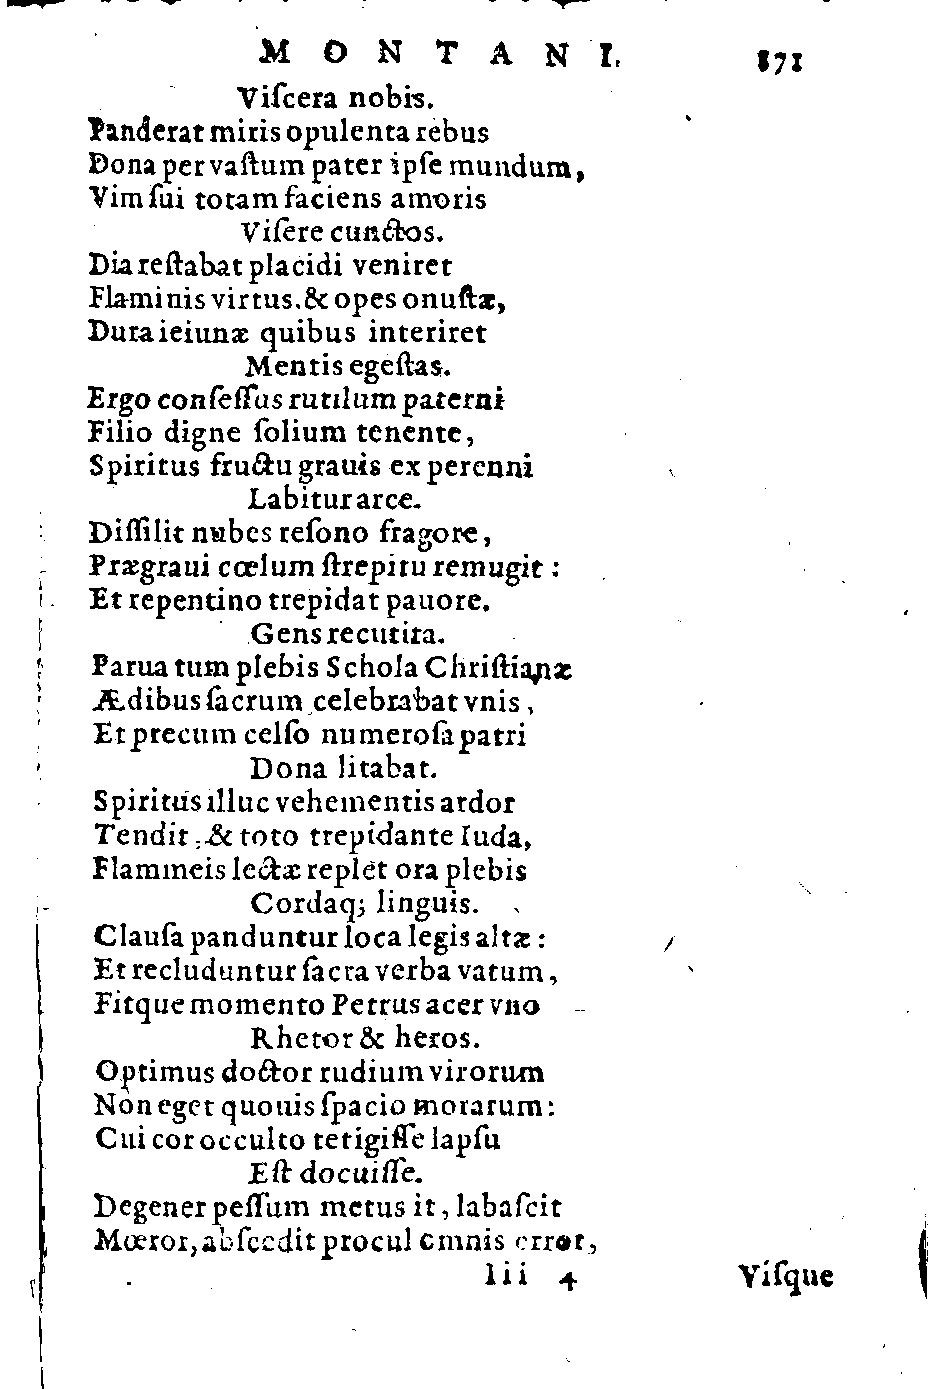 MONTANI. 871
Viſcera nobis.
Panderat miris opulenta rebus
Dona per vaſtum pater ipſe mundum,
Vim ſui totam faciens amoris
Viſere cunctos.
Dia reſtabat placidi veniret
Flaminis virtus. & opes onuſtæ,
Dura ieiunæ quibus interiret
Mentis egeſtas.
Ergo conſeſſus rutilum paterni
Filio digne ſolium tenente,
Spiritus fructu grauis ex perenni
Labitur arce.
Diſſilit nubes reſono fragore,
Prægraui cœlum ſtrepitu remugit:
Et repentino trepidat pauore.
Gens recutita.
Parua tum plebis Schola Chriſtianæ
Ædibus ſacrum celebrabat vnis,
Et precum celſo numeroſa patri
Dona litabat.
Spiritus illuc vehementis ardor
Tendit: & toto trepidante Iuda,
Flammeis lectæ replet ora plebis
Cordaq; linguis.
Clauſa panduntur loca legis altæ:
Et recluduntur ſacra verba vatum,
Fitque momento Petrus acer vno
Rhetor & heros.
Optimus doctor rudium virorum
Non eget quouis ſpacio morarum:
Cui cor occulto tetigiſſe lapſu
Eſt docuiſſe.
Degener peſſum metus it, labaſcit
Mœror, abſcedit procul omnis error,
Iii 4 Viſque